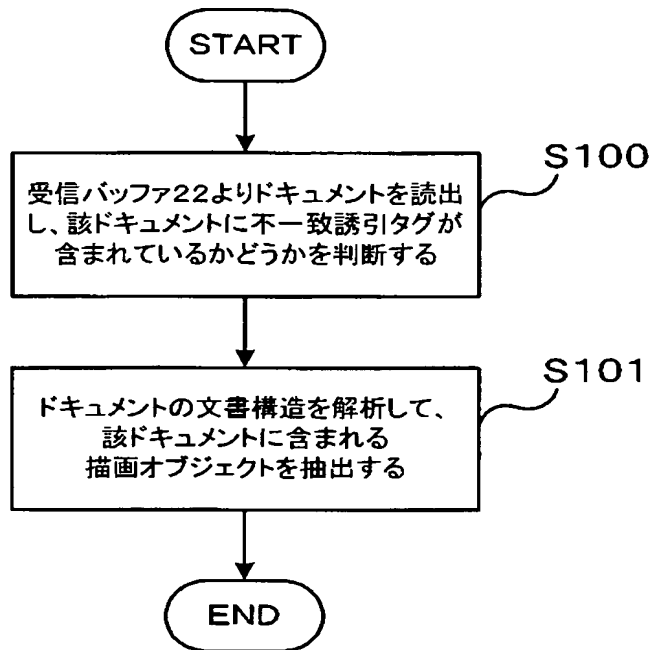 START
S100
受信バッファ22よりドキュメントを読出
し、該ドキュメントに不一致誘引タグが
含まれているかどうかを判断する
S101
ドキュメントの文書構造を解析して、
該ドキュメントに含まれる
描画オブジェクトを抽出する
END